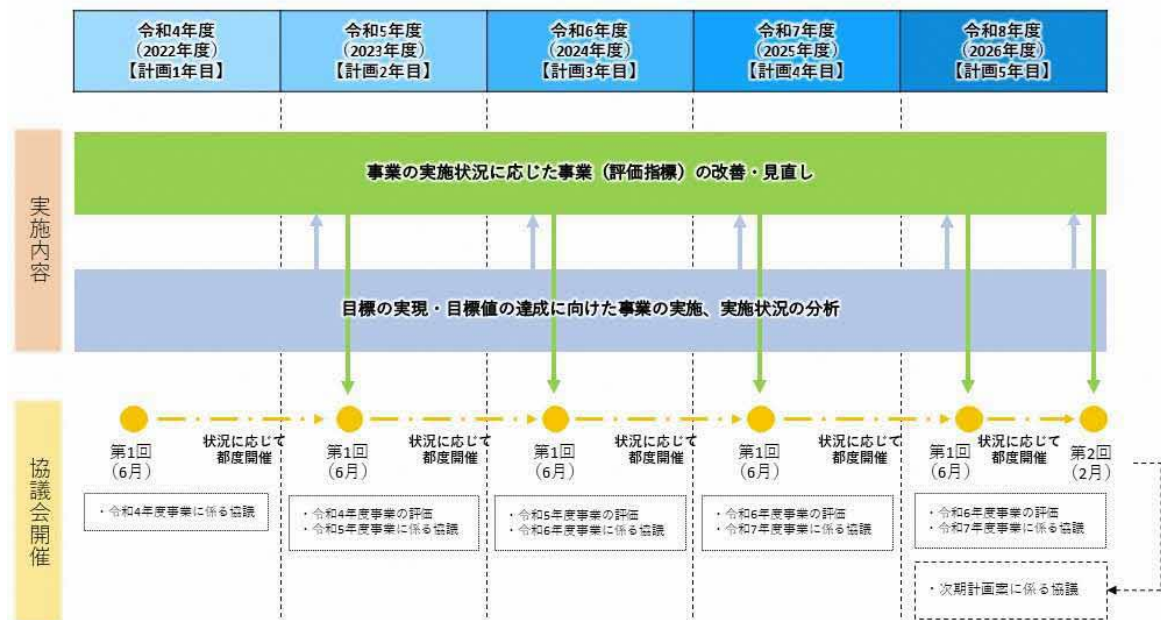 令和4年度
（2022年度）
【計画1年目】
令和5年度
（2023年度）
【計画2年目】
令和6年度
（2024年度）
【計画3年目】
令和7年度
（2025年度）
【計画4年目】
令和8年度
（2026年度）
【計画5年目】
実施内容
事業の実施状況に応じた事業（評価指標）の改善・見直し
目標の実現・目標値の達成に向けた事業の実施、実施状況の分析
協議会開催
第1回
（6月）
状況に応じて
都度開催
第1回
（6月）
状況に応じて
都度開催
第1回
（6月）
状況に応じて
都度開催
第1回
（6月）
状況に応じて
都度開催
第1回
（6月）
状況に応じて
都度開催
第2回
（2月）
・令和4年度事業に係る協議
・令和4年度事業の評価
・令和5年度事業に係る協議
・令和5年度事業の評価
・令和6年度事業に係る協議
・令和6年度事業の評価
・令和7年度事業に係る協議
・令和6年度事業の評価
・令和7年度事業に係る協議
・次期計画案に係る協議